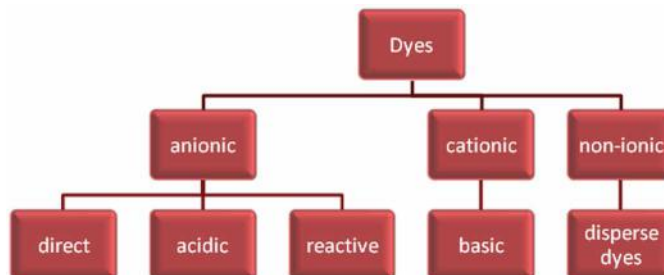 Dyes
anionic
cationic
non-ionic
direct
acidic
reactive
basic
disperse
dyes